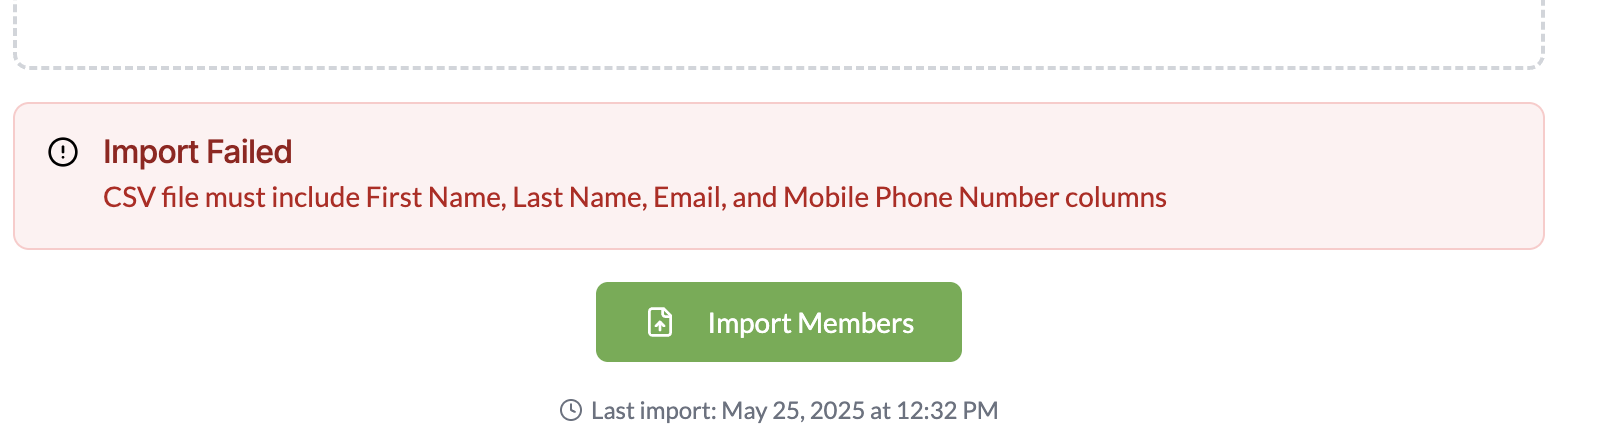 Import Failed
CSV file must include First Name, Last Name, Email, and Mobile Phone Number columns
Import Members
Last import: May 25, 2025 at 12:32 PM